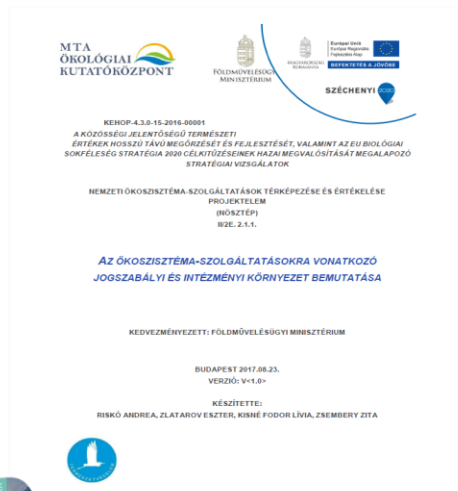 MTA
ÖKOLÓGIAI
KUTATÓKÖZPONT
FÖLDMŰVELÉSÜGYI
MINISZTÉRIUM
MAGYARORSZÁG
KORMÁNYA
Európai Unió
Európai Regionális
Fejlesztési Alap
BEFEKTETÉS A JÖVŐBE
SZÉCHENYI 2020
KEHOP-4.3.0-15-2016-00001
A KÖZÖSSÉGI JELENTŐSÉGŰ TERMÉSZETI
ÉRTÉKEK HOSSZÚ TÁVÚ MEGŐRZÉSÉT ÉS FEJLESZTÉSÉT, VALAMINT AZ EU BIOLÓGIAI
SOKFÉLESÉG STRATÉGIA 2020 CÉLKITŰZÉSEINEK HAZAI MEGVALÓSÍTÁSÁT MEGALAPOZÓ
STRATÉGIAI VIZSGÁLATOK
NEMZETI ÖKOSZISZTÉMA-SZOLGÁLTATÁSOK TÉRKÉPEZÉSE ÉS ÉRTÉKELÉSE
PROJEKTELEM
(NÖSZTÉP)
II/2E. 2.1.1.
AZ ÖKOSZISZTÉMA-SZOLGÁLTATÁSOKRA VONATKOZÓ
JOGSZABÁLYI ÉS INTÉZMÉNYI KÖRNYEZET BEMUTATÁSA
KEDVEZMÉNYEZETT: FÖLDMŰVELÉSÜGYI MINISZTÉRIUM
BUDAPEST 2017.08.23.
VERZIÓ: V<1.0>
KÉSZÍTETTE:
RISKÓ ANDREA, ZLATAROV ESZTER, KISNÉ FODOR LÍVIA, ZSEMBERY ZITA